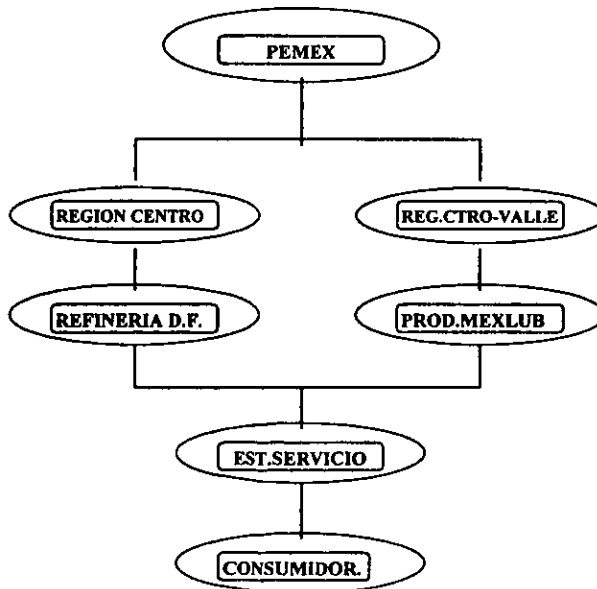 PEMEX
REGION CENTRO
REG.CTRO-VALLE
REFINERIA D.F.
PROD.MEXLUB
EST.SERVICIO
CONSUMIDOR.